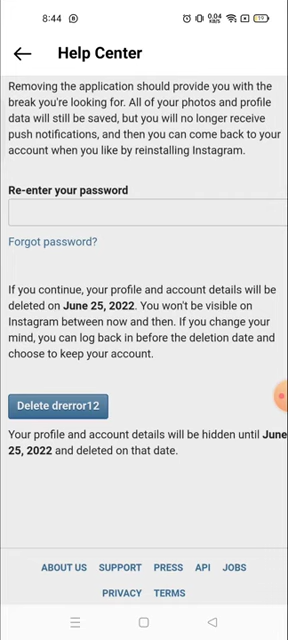 8:44
0.04
KB/S
19
Help Center
Removing the application should provide you with the
break you're looking for. All of your photos and profile
data will still be saved, but you will no longer receive
push notifications, and then you can come back to your
account when you like by reinstalling Instagram.
Re-enter your password
Forgot password?
If you continue, your profile and account details will be
deleted on June 25, 2022. You won't be visible on
Instagram between now and then. If you change your
mind, you can log back in before the deletion date and
choose to keep your account.
Delete drerror12
Your profile and account details will be hidden until June
25, 2022 and deleted on that date.
ABOUT US SUPPORT PRESS API JOBS
PRIVACY TERMS